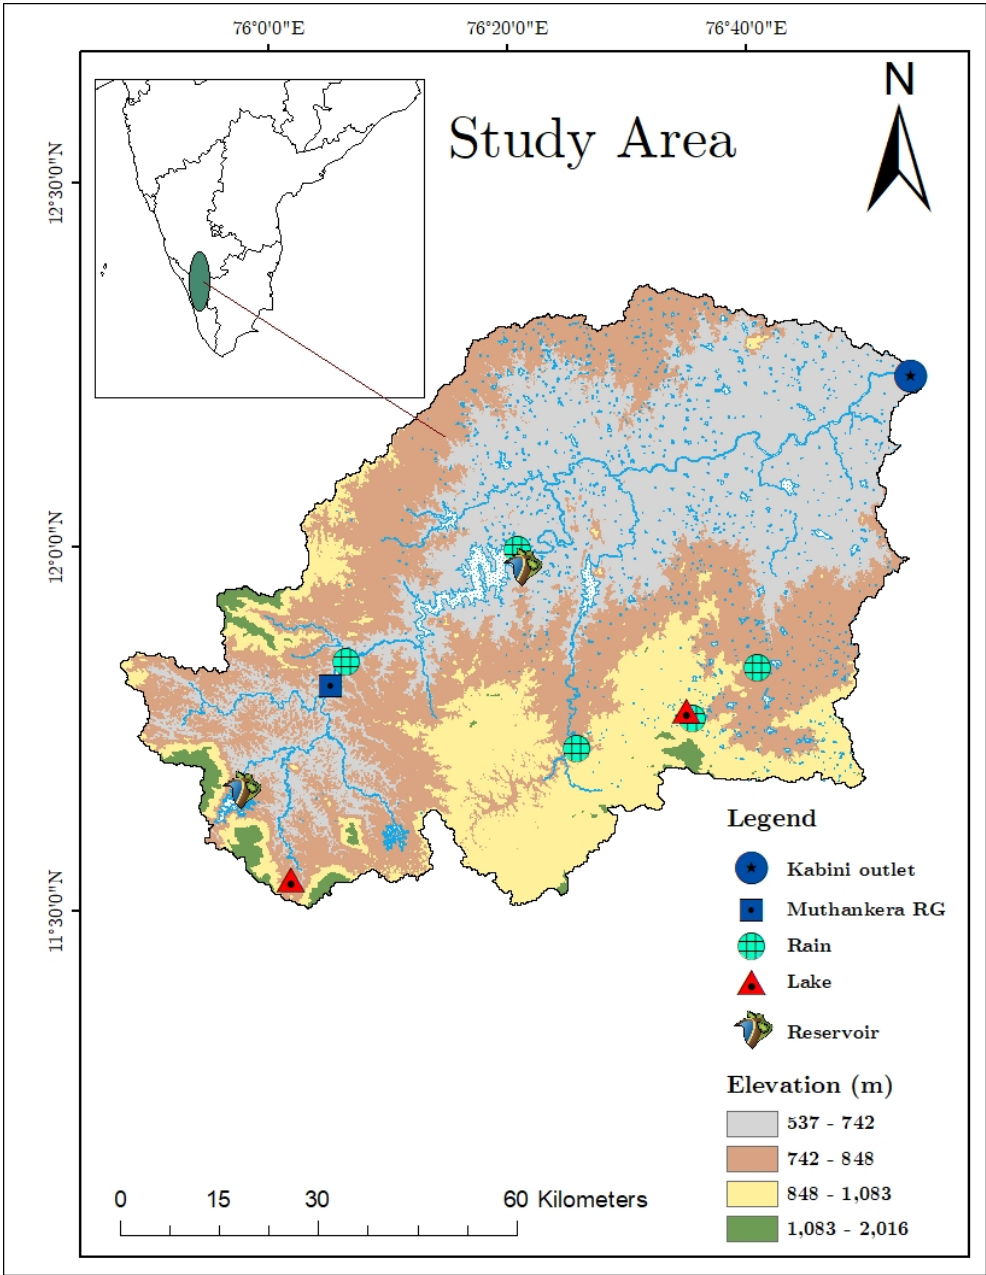 76°0'0"E 76°20'0"E 76°40'0"E
N
Study Area
12°30'0"N
12°0'0"N
11°30'0"N
Legend
Kabini outlet
Muthankera RG
Rain
Lake
Reservoir
Elevation (m)
537 - 742
742 - 848
848 - 1,083
1,083 - 2,016
0 15 30 60 Kilometers